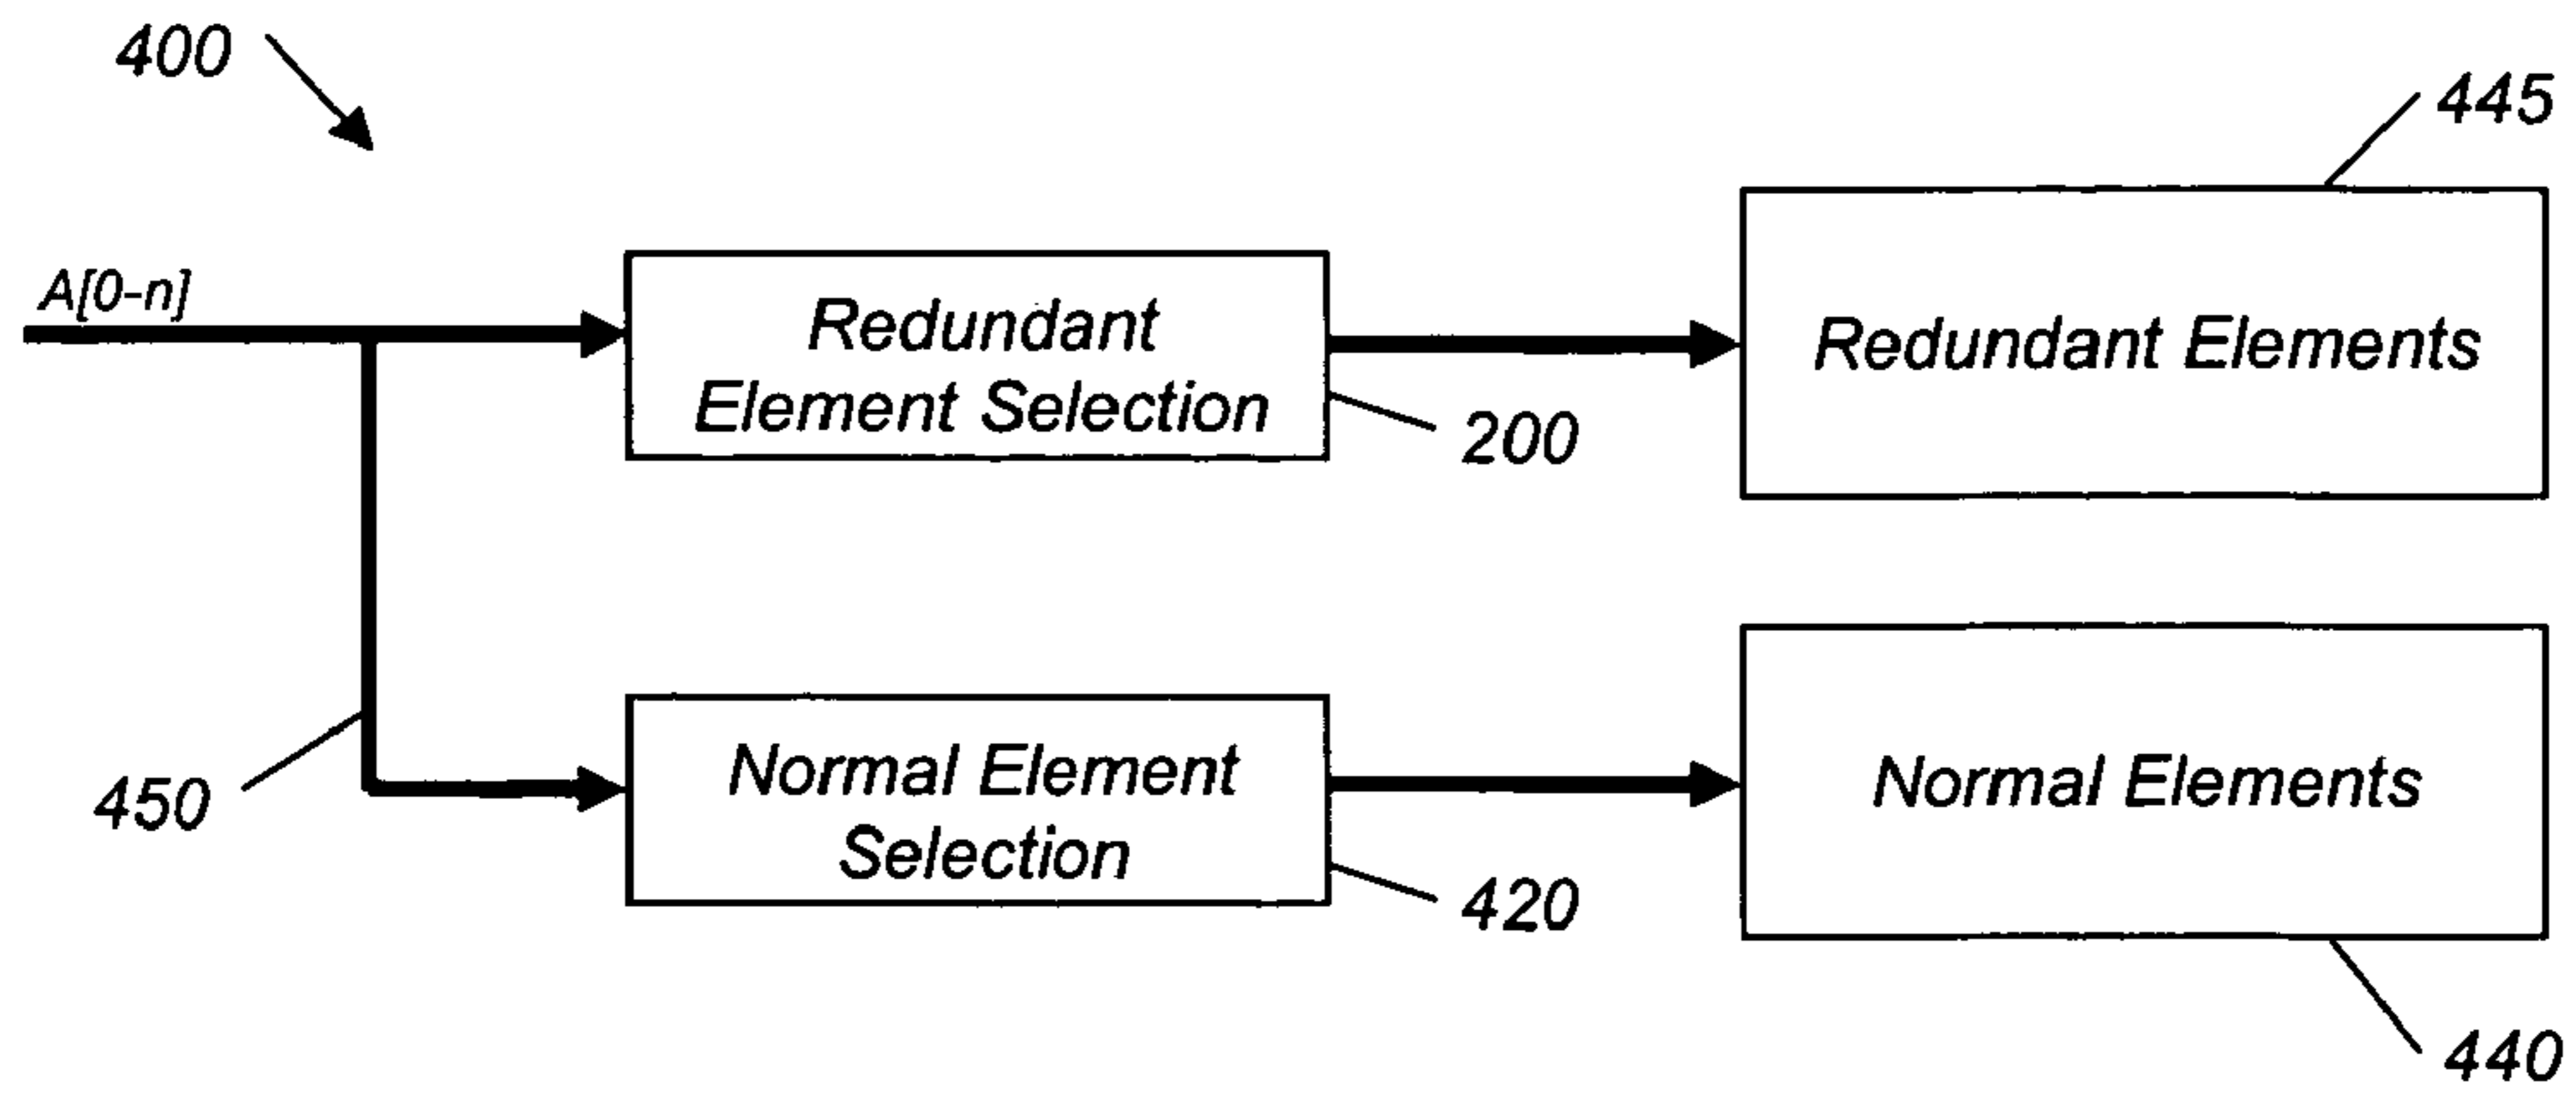 400
445
A[0-n]
Redundant
Element Selection
200
Redundant Elements
450
Normal Element
Selection
420
Normal Elements
440